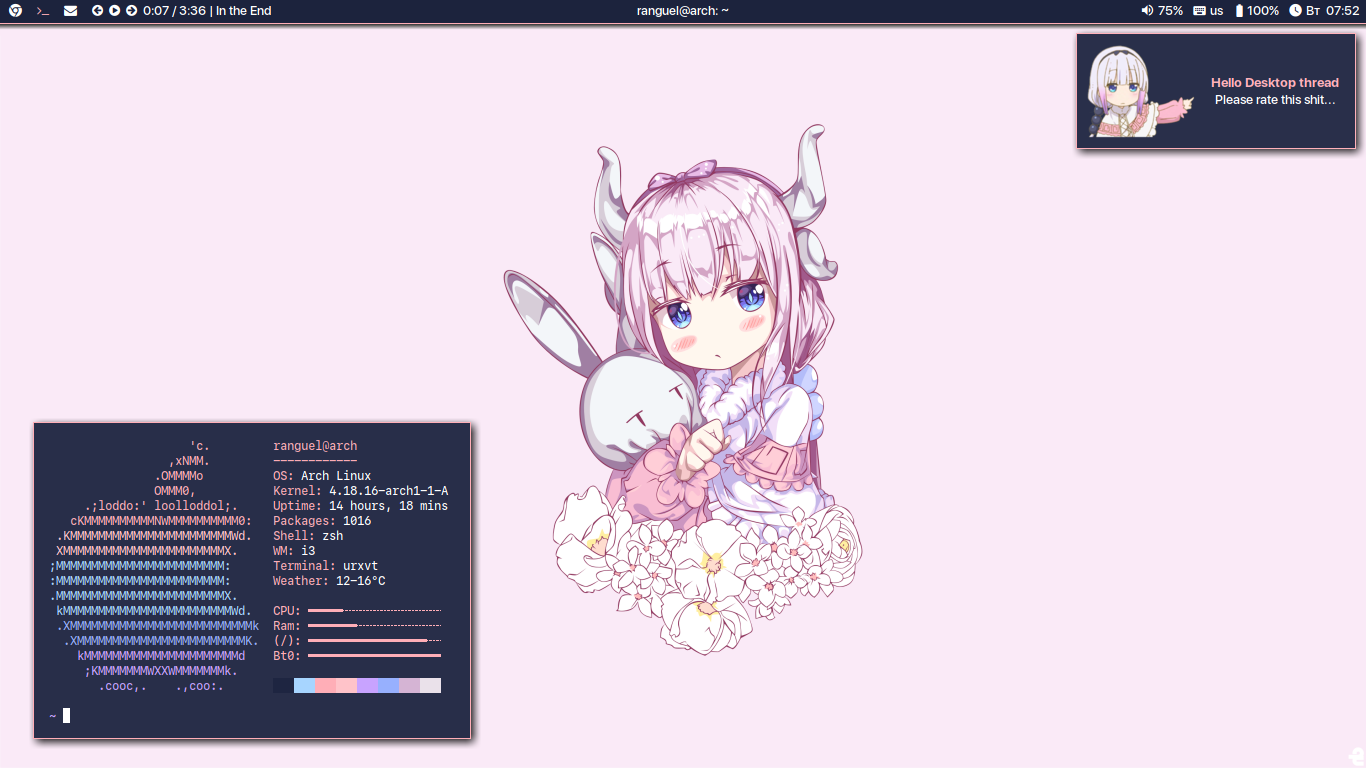 0:07 / 3:36 | In the End
ranguel@arch: ~
75% us 100% Вт 07:52
Hello Desktop thread
Please rate this shit...
'c.
,xNMM.
.OMMMMo
OMMM0,
.;loddo:' loolloddol;.
cKMMMMMMMMMMNWMMMMMMMMMM0:
.KMMMMMMMMMMMMMMMMMMMMMMMWd.
XMMMMMMMMMMMMMMMMMMMMMMMX.
;MMMMMMMMMMMMMMMMMMMMMMMM:
:MMMMMMMMMMMMMMMMMMMMMMMM:
.MMMMMMMMMMMMMMMMMMMMMMMMX.
kMMMMMMMMMMMMMMMMMMMMMMMMWd.
.XMMMMMMMMMMMMMMMMMMMMMMMMMMk
.XMMMMMMMMMMMMMMMMMMMMMMMMK.
kMMMMMMMMMMMMMMMMMMMMMMd
;KMMMMMMMWXXWMMMMMMMk.
.cooc,. .,coo:.
ranguel@arch
────────────
OS: Arch Linux
Kernel: 4.18.16-arch1-1-A
Uptime: 14 hours, 18 mins
Packages: 1016
Shell: zsh
WM: i3
Terminal: urxvt
Weather: 12-16°C
CPU:
Ram:
(/):
Bt0:
~